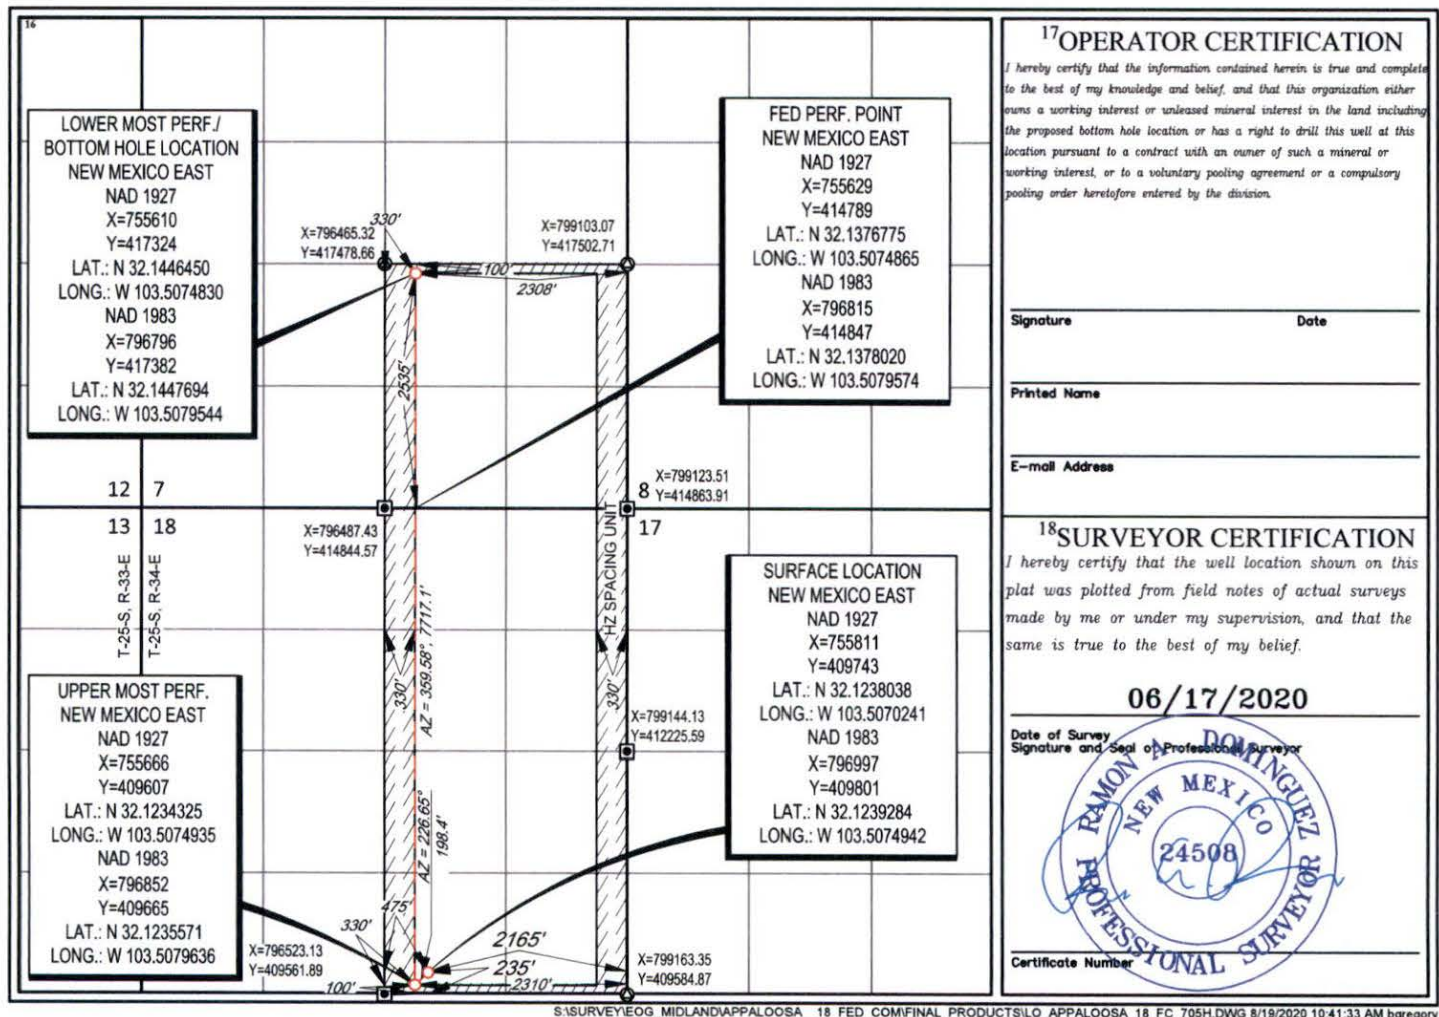 16
LOWER MOST PERF./
BOTTOM HOLE LOCATION
NEW MEXICO EAST
NAD 1927
X=755610
Y=417324
LAT.: N 32.1446450
LONG.: W 103.5074830
NAD 1983
X=796796
Y=417382
LAT.: N 32.1447694
LONG.: W 103.5079544
FED PERF. POINT
NEW MEXICO EAST
NAD 1927
X=755629
Y=414789
LAT.: N 32.1376775
LONG.: W 103.5074865
NAD 1983
X=796815
Y=414847
LAT.: N 32.1378020
LONG.: W 103.5079574
X=796465.32
Y=417478.66
330'
X=799103.07
Y=417502.71
100'
2308'
2535'
12 7
13 18
T-25-S, R-33-E
T-25-S, R-34-E
X=796487.43
Y=414844.57
8
17
X=799123.51
Y=414863.91
HZ SPACING UNIT
AZ = 359.58°, 7717.1'
330'
330'
X=799144.13
Y=412225.59
AZ = 226.65°
198.4'
UPPER MOST PERF.
NEW MEXICO EAST
NAD 1927
X=755666
Y=409607
LAT.: N 32.1234325
LONG.: W 103.5074935
NAD 1983
X=796852
Y=409665
LAT.: N 32.1235571
LONG.: W 103.5079636
SURFACE LOCATION
NEW MEXICO EAST
NAD 1927
X=755811
Y=409743
LAT.: N 32.1238038
LONG.: W 103.5070241
NAD 1983
X=796997
Y=409801
LAT.: N 32.1239284
LONG.: W 103.5074942
475'
330'
X=796523.13
Y=409561.89
100'
2165'
235'
2310'
X=799163.35
Y=409584.87
17OPERATOR CERTIFICATION
I hereby certify that the information contained herein is true and complete
to the best of my knowledge and belief, and that this organization either
owns a working interest or unleased mineral interest in the land including
the proposed bottom hole location or has a right to drill this well at this
location pursuant to a contract with an owner of such a mineral or
working interest, or to a voluntary pooling agreement or a compulsory
pooling order heretofore entered by the division.
Signature Date
Printed Name
E-mail Address
18SURVEYOR CERTIFICATION
I hereby certify that the well location shown on this
plat was plotted from field notes of actual surveys
made by me or under my supervision, and that the
same is true to the best of my belief.
06/17/2020
Date of Survey
Signature and Seal of Professional Surveyor
RAMON A. DOMINGUEZ
NEW MEXICO
24508
PROFESSIONAL SURVEYOR
Certificate Number
S:\SURVEY\EOG_MIDLAND\APPALOOSA_18_FED_COM\FINAL_PRODUCTS\LO_APPALOOSA_18_FC_705H.DWG 8/19/2020 10:41:33 AM bgregory